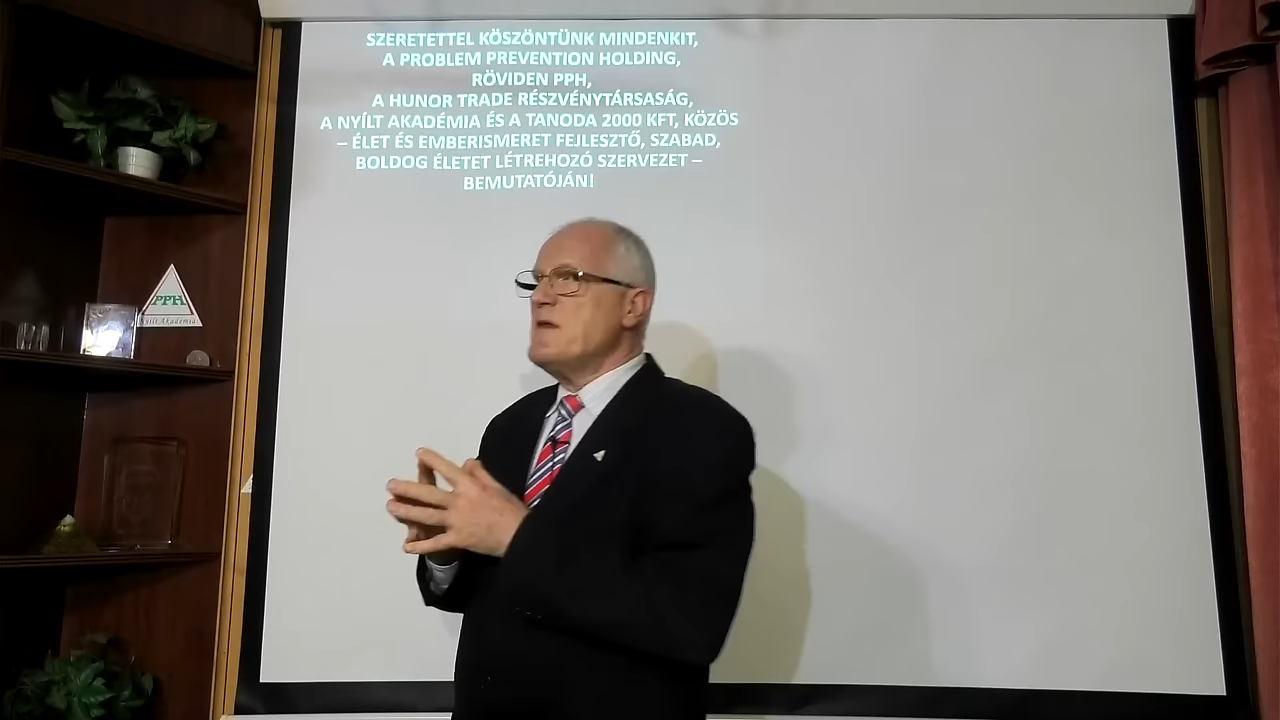 SZERETETTEL KÖSZÖNTÜNK MINDENKIT,
A PROBLEM PREVENTION HOLDING,
RÖVIDEN PPH,
A HUNOR TRADE RÉSZVÉNYTÁRSASÁG,
A NYÍLT AKADÉMIA ÉS A TANODA 2000 KFT, KÖZÖS
– ÉLET ÉS EMBERISMERET FEJLESZTŐ, SZABAD,
BOLDOG ÉLETET LÉTREHOZÓ SZERVEZET –
BEMUTATÓJÁN!
PPH
Nyílt Akadémia